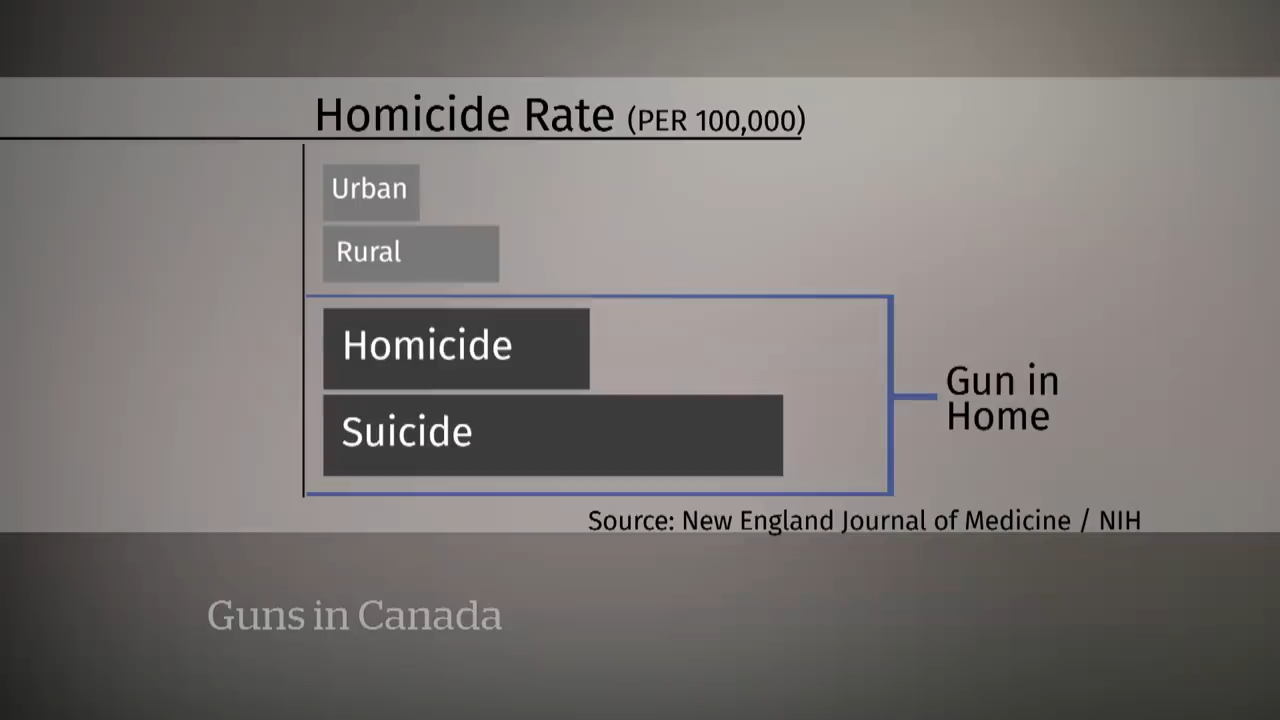 Homicide Rate (PER 100,000)
Urban
Rural
Homicide
Suicide
Gun in
Home
Source: New England Journal of Medicine / NIH
Guns in Canada